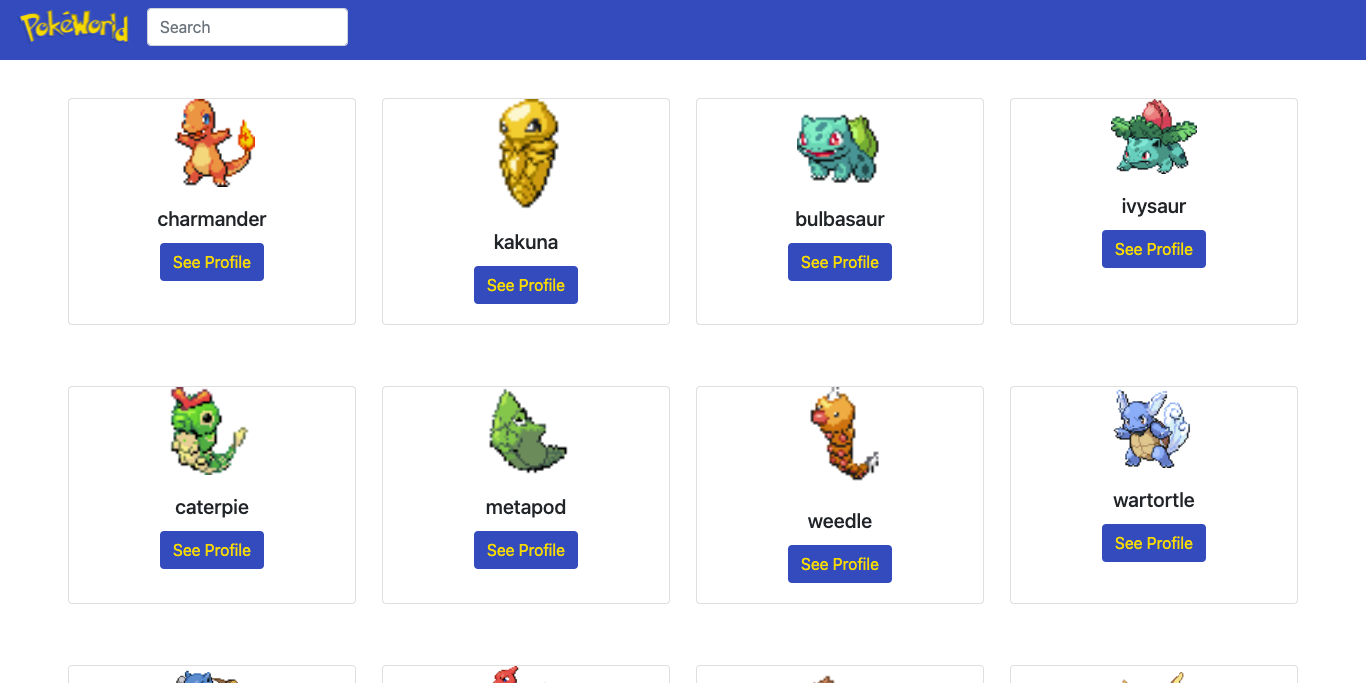 PokéWorld
Search
charmander
See Profile
kakuna
See Profile
bulbasaur
See Profile
ivysaur
See Profile
caterpie
See Profile
metapod
See Profile
weedle
See Profile
wartortle
See Profile